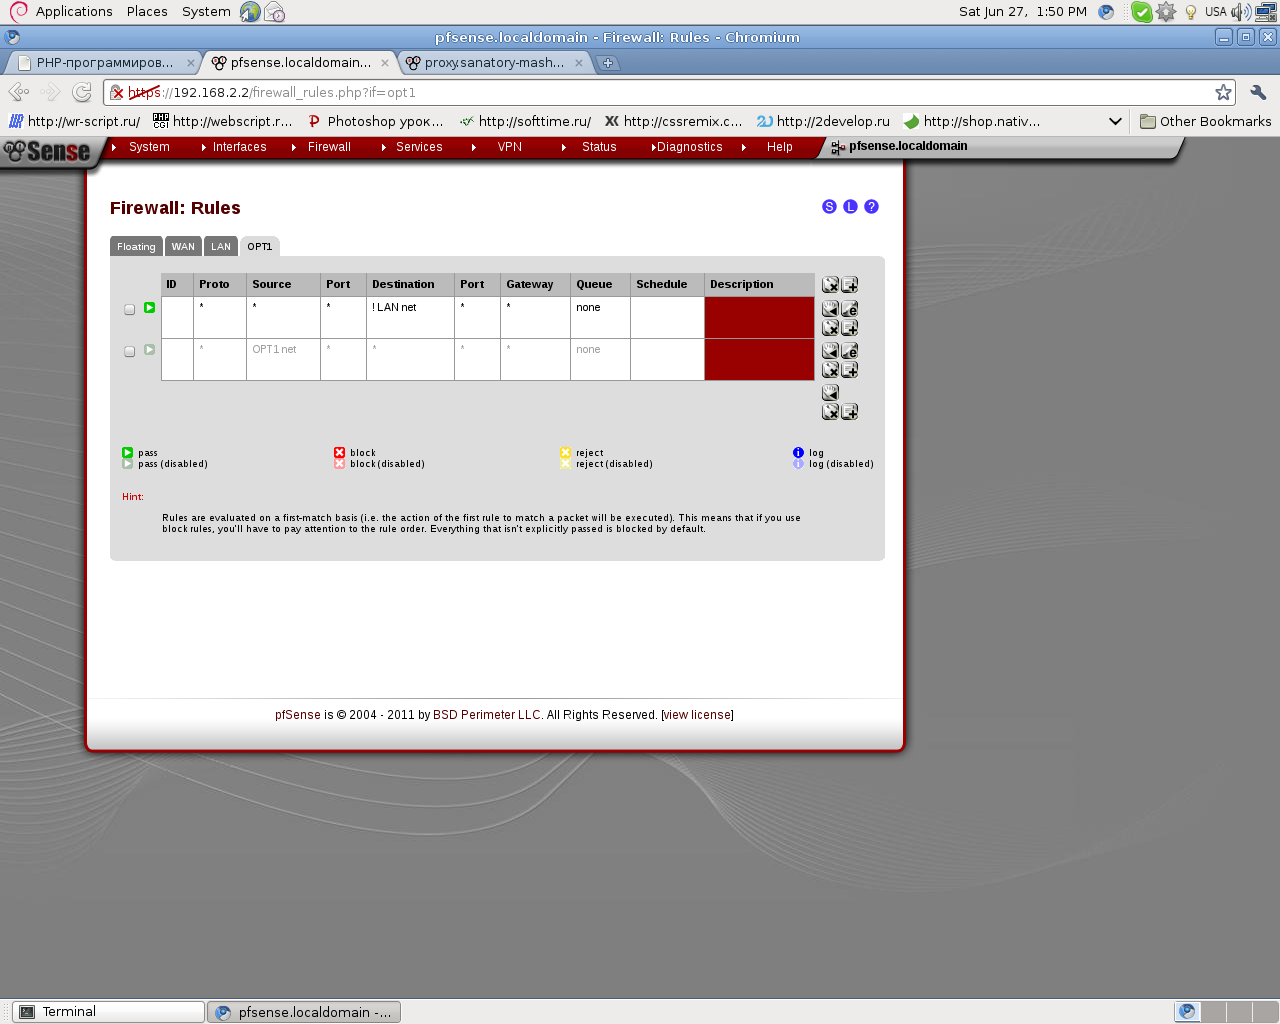 Applications Places System Sat Jun 27, 1:50 PM USA
pfsense.localdomain - Firewall: Rules - Chromium
PHP-программиров... pfsense.localdomain... proxy.sanatory-mash...
https://192.168.2.2/firewall_rules.php?if=opt1
http://wr-script.ru/ http://webscript.r... Photoshop урок... http://softtime.ru/ http://cssremix.c... http://2develop.ru http://shop.nativ... Other Bookmarks
Sense System Interfaces Firewall Services VPN Status Diagnostics Help pfsense.localdomain
Firewall: Rules S L ?
Floating WAN LAN OPT1
ID Proto Source Port Destination Port Gateway Queue Schedule Description
* * * ! LAN net * * none
* OPT1 net * * * * none
pass block reject log
pass (disabled) block (disabled) reject (disabled) log (disabled)
Hint:
Rules are evaluated on a first-match basis (i.e. the action of the first rule to match a packet will be executed). This means that if you use
block rules, you'll have to pay attention to the rule order. Everything that isn't explicitly passed is blocked by default.
pfSense is © 2004 - 2011 by BSD Perimeter LLC. All Rights Reserved. [view license]
Terminal pfsense.localdomain -...